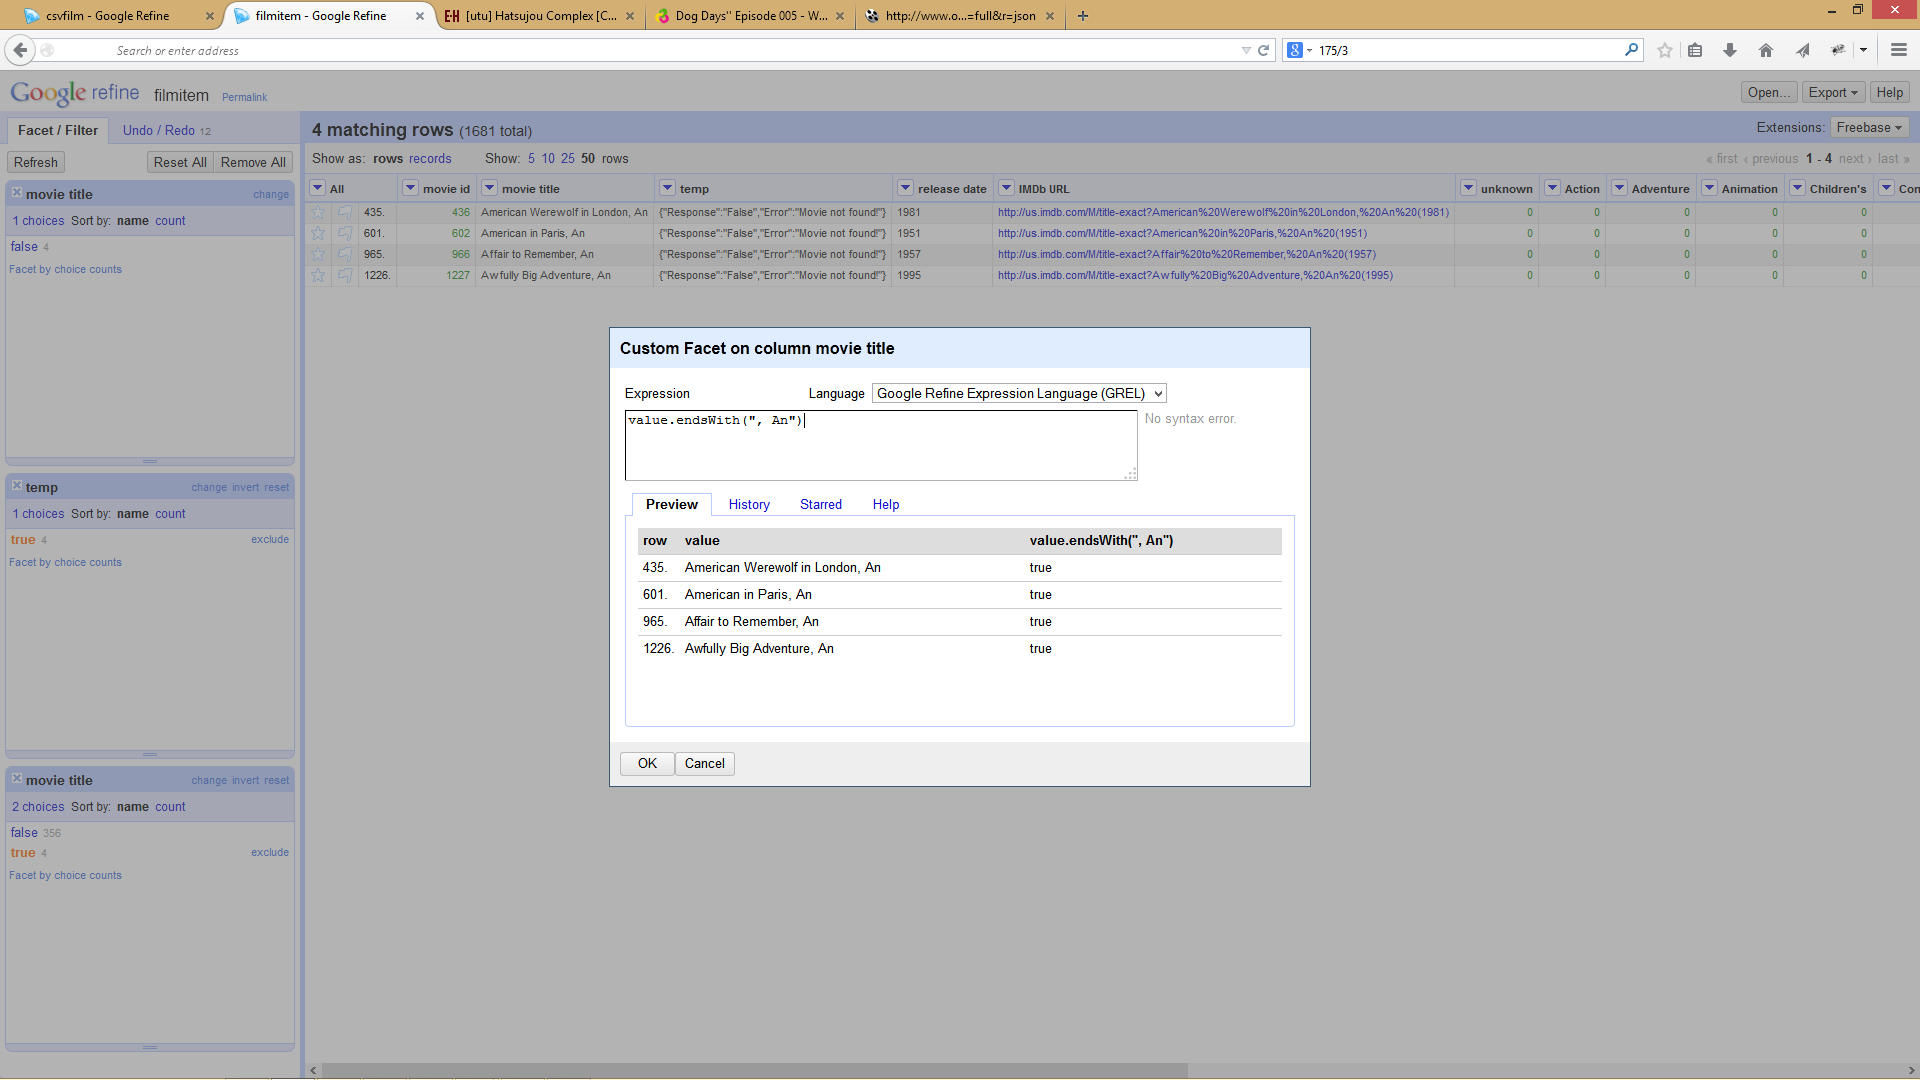 csvfilm - Google Refine
filmitem - Google Refine
E-H [utu] Hatsujou Complex [C...
Dog Days'' Episode 005 - W...
http://www.o...=full&r=json
Search or enter address
175/3
Google refine filmitem Permalink
Open... Export Help
Facet / Filter Undo / Redo 12
4 matching rows (1681 total)
Extensions: Freebase
Refresh Reset All Remove All
Show as: rows records Show: 5 10 25 50 rows
« first ‹ previous 1 - 4 next › last »
All movie id movie title temp release date IMDb URL unknown Action Adventure Animation Children's Con
435. 436 American Werewolf in London, An {"Response":"False","Error":"Movie not found!"} 1981 http://us.imdb.com/M/title-exact?American%20Werewolf%20in%20London,%20An%20(1981) 0 0 0 0 0
601. 602 American in Paris, An {"Response":"False","Error":"Movie not found!"} 1951 http://us.imdb.com/M/title-exact?American%20in%20Paris,%20An%20(1951) 0 0 0 0 0
965. 966 Affair to Remember, An {"Response":"False","Error":"Movie not found!"} 1957 http://us.imdb.com/M/title-exact?Affair%20to%20Remember,%20An%20(1957) 0 0 0 0 0
1226. 1227 Awfully Big Adventure, An {"Response":"False","Error":"Movie not found!"} 1995 http://us.imdb.com/M/title-exact?Awfully%20Big%20Adventure,%20An%20(1995) 0 0 0 0 0
movie title change
1 choices Sort by: name count
false 4
Facet by choice counts
temp change invert reset
1 choices Sort by: name count
true 4 exclude
Facet by choice counts
movie title change invert reset
2 choices Sort by: name count
false 356
true 4 exclude
Facet by choice counts
Custom Facet on column movie title
Expression Language Google Refine Expression Language (GREL)
value.endsWith(", An")
No syntax error.
Preview History Starred Help
row value value.endsWith(", An")
435. American Werewolf in London, An true
601. American in Paris, An true
965. Affair to Remember, An true
1226. Awfully Big Adventure, An true
OK Cancel